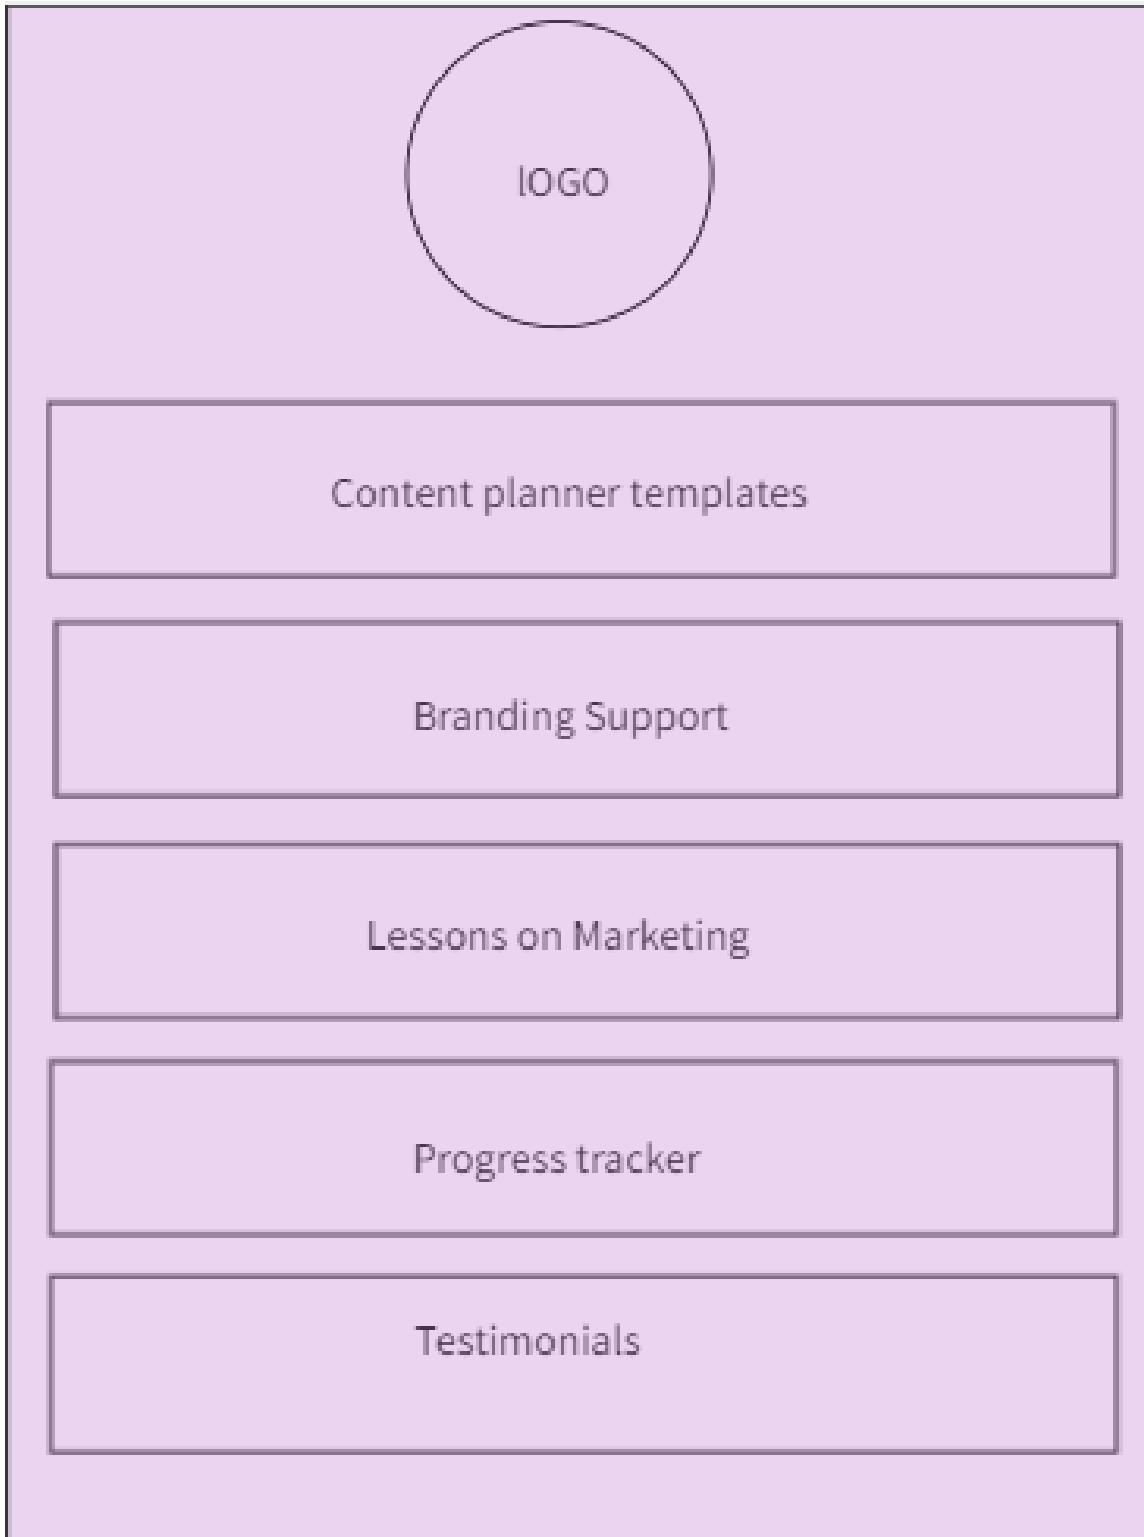 lOGO
Content planner templates
Branding Support
Lessons on Marketing
Progress tracker
Testimonials